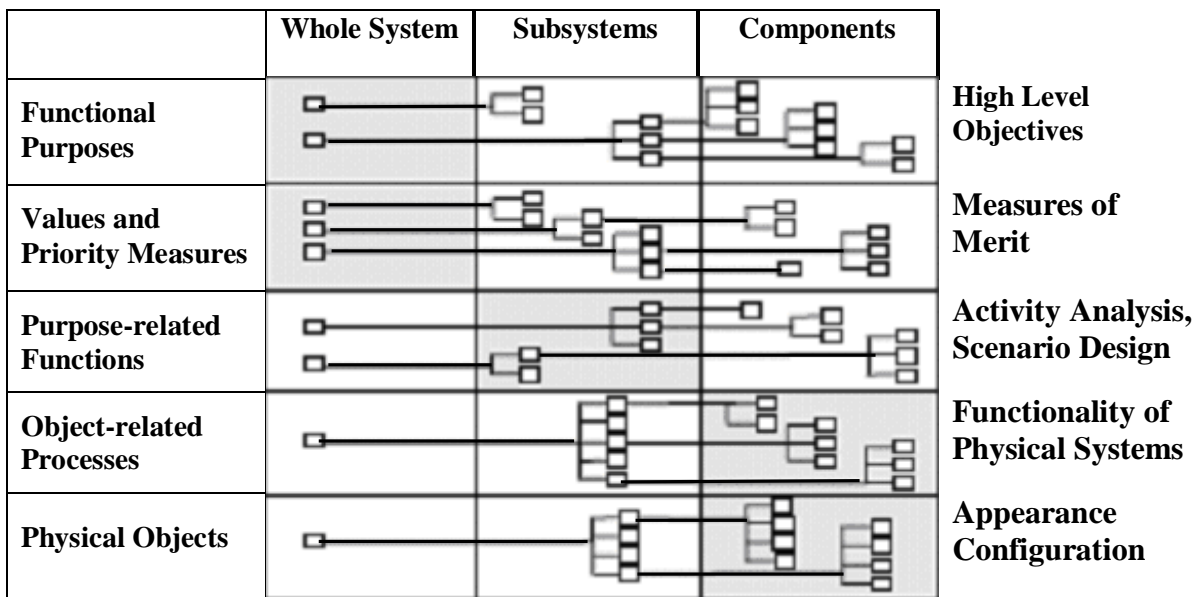 Whole System
Subsystems
Components
Functional
Purposes
High Level
Objectives
Values and
Priority Measures
Measures of
Merit
Purpose-related
Functions
Activity Analysis,
Scenario Design
Object-related
Processes
Functionality of
Physical Systems
Physical Objects
Appearance
Configuration